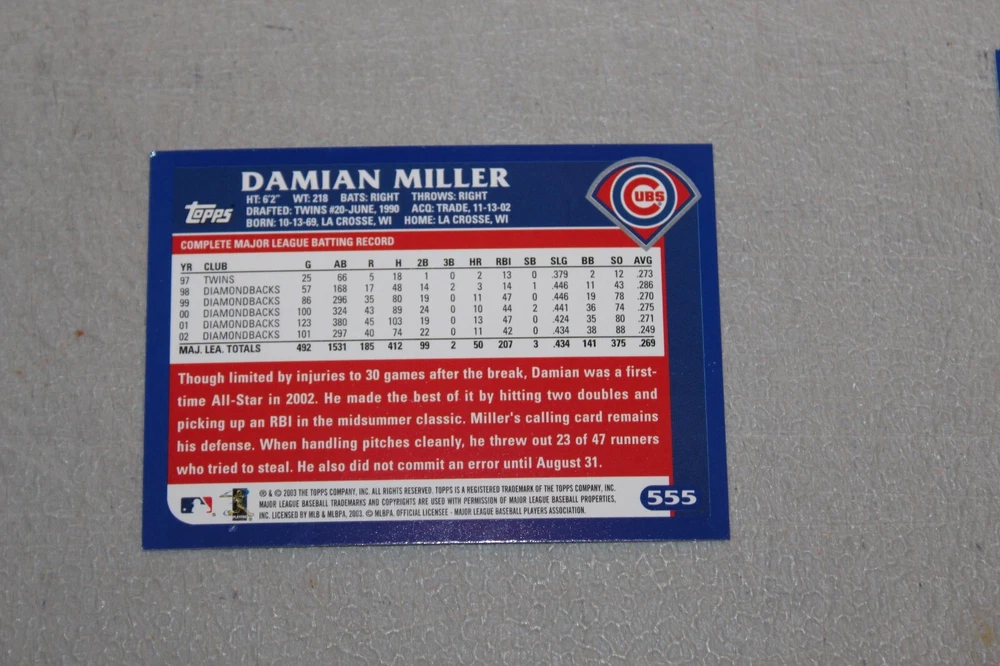 DAMIAN MILLER
HT: 6'2" WT: 218 BATS: RIGHT THROWS: RIGHT
DRAFTED: TWINS #20-JUNE, 1990 ACQ: TRADE, 11-13-02
BORN: 10-13-69, LA CROSSE, WI HOME: LA CROSSE, WI
Topps
CUBS
COMPLETE MAJOR LEAGUE BATTING RECORD
YR CLUB G AB R H 2B 3B HR RBI SB SLG BB SO AVG
97 TWINS 25 66 5 18 1 0 2 13 0 .379 2 12 .273
98 DIAMONDBACKS 57 168 17 48 14 2 3 14 1 .446 11 43 .286
99 DIAMONDBACKS 86 296 35 80 19 0 11 47 0 .446 19 78 .270
00 DIAMONDBACKS 100 324 43 89 24 0 10 44 2 .441 36 74 .275
01 DIAMONDBACKS 123 380 45 103 19 0 13 47 0 .424 35 80 .271
02 DIAMONDBACKS 101 297 40 74 22 0 11 42 0 .434 38 88 .249
MAJ. LEA. TOTALS 492 1531 185 412 99 2 50 207 3 .434 141 375 .269
Though limited by injuries to 30 games after the break, Damian was a first-
time All-Star in 2002. He made the best of it by hitting two doubles and
picking up an RBI in the midsummer classic. Miller's calling card remains
his defense. When handling pitches cleanly, he threw out 23 of 47 runners
who tried to steal. He also did not commit an error until August 31.
® & © 2003 THE TOPPS COMPANY, INC. ALL RIGHTS RESERVED. TOPPS IS A REGISTERED TRADEMARK OF THE TOPPS COMPANY, INC.
MAJOR LEAGUE BASEBALL TRADEMARKS AND COPYRIGHTS ARE USED WITH PERMISSION OF MAJOR LEAGUE BASEBALL PROPERTIES,
INC. LICENSED BY MLB & MLBPA, 2003. © MLBPA. OFFICIAL LICENSEE - MAJOR LEAGUE BASEBALL PLAYERS ASSOCIATION.
555